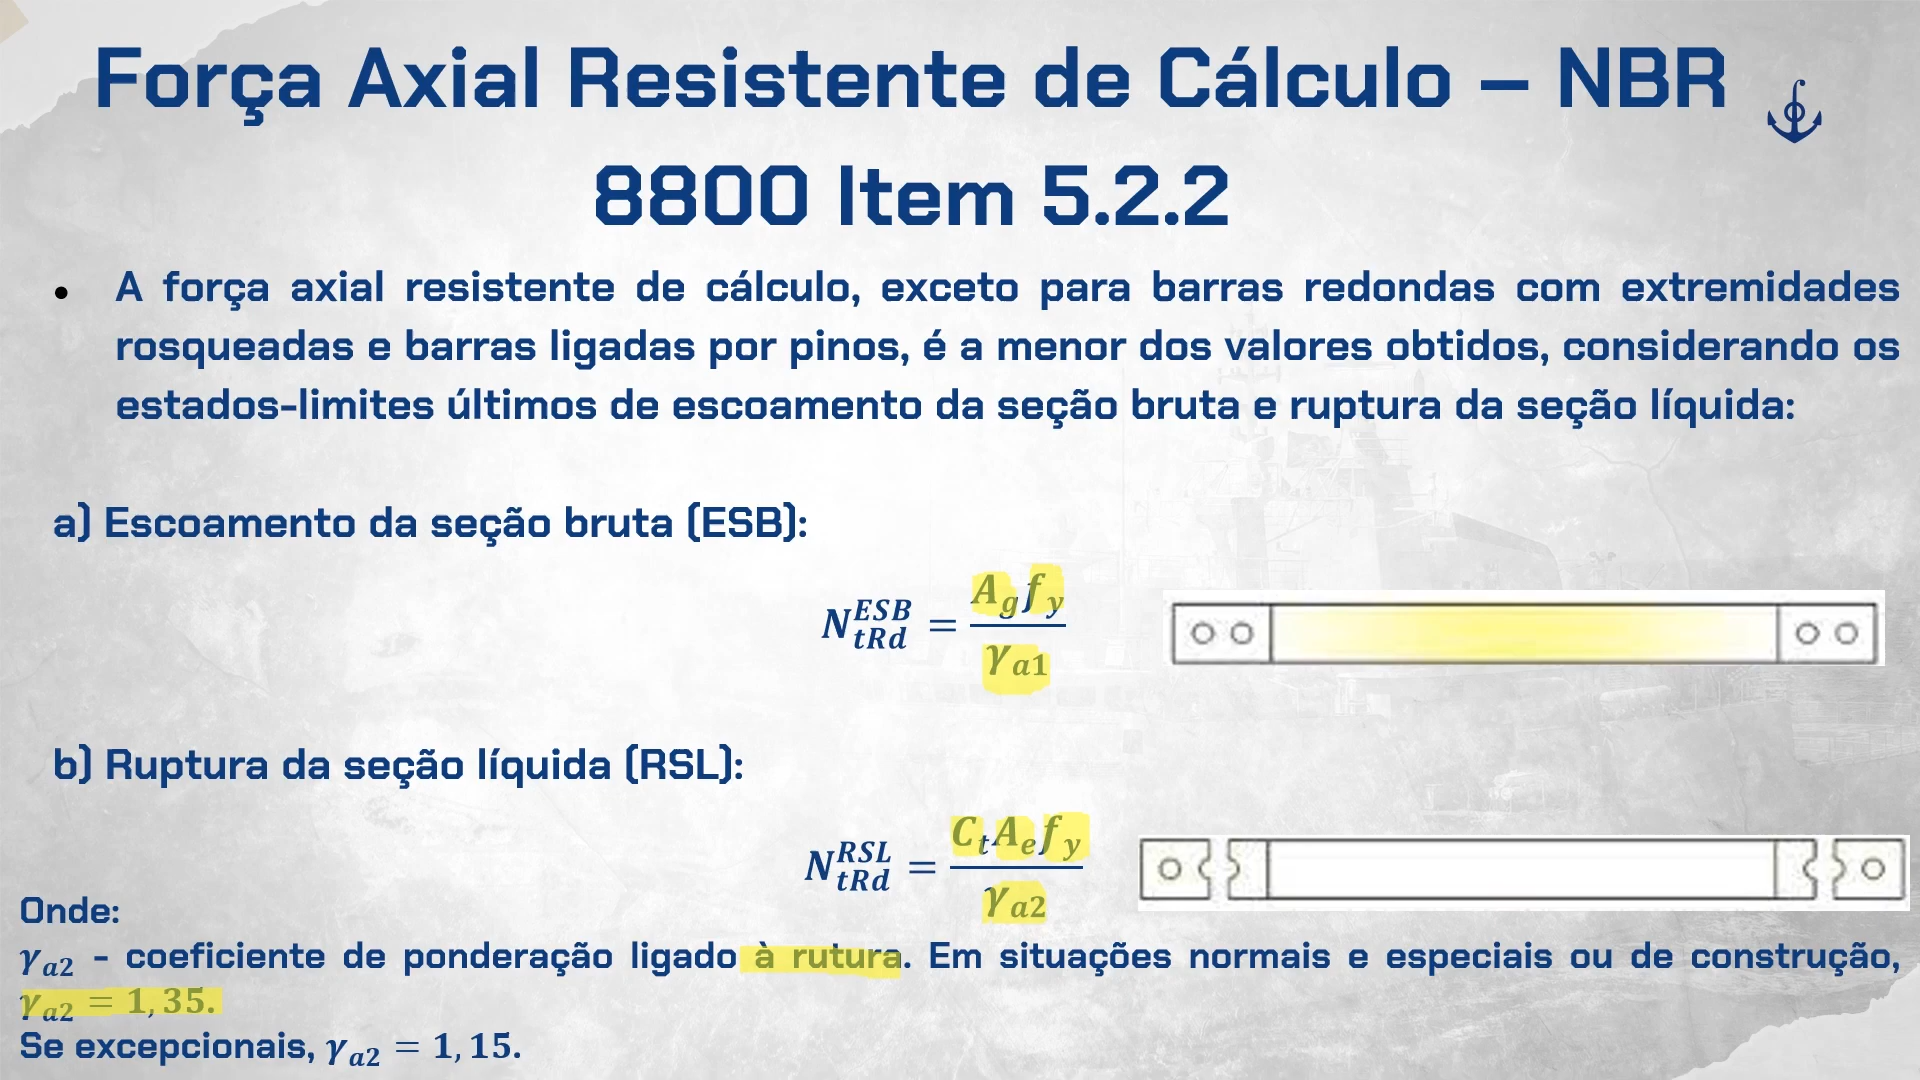 Força Axial Resistente de Cálculo – NBR
8800 Item 5.2.2
• A força axial resistente de cálculo, exceto para barras redondas com extremidades
rosqueadas e barras ligadas por pinos, é a menor dos valores obtidos, considerando os
estados-limites últimos de escoamento da seção bruta e ruptura da seção líquida:
a) Escoamento da seção bruta (ESB):
N_{tRd}^{ESB} = \frac{A_g f_y}{γ_{a1}}
b) Ruptura da seção líquida (RSL):
N_{tRd}^{RSL} = \frac{C_t A_e f_y}{γ_{a2}}
Onde:
γ_{a2} - coeficiente de ponderação ligado à rutura. Em situações normais e especiais ou de construção,
γ_{a2} = 1,35.
Se excepcionais, γ_{a2} = 1,15.